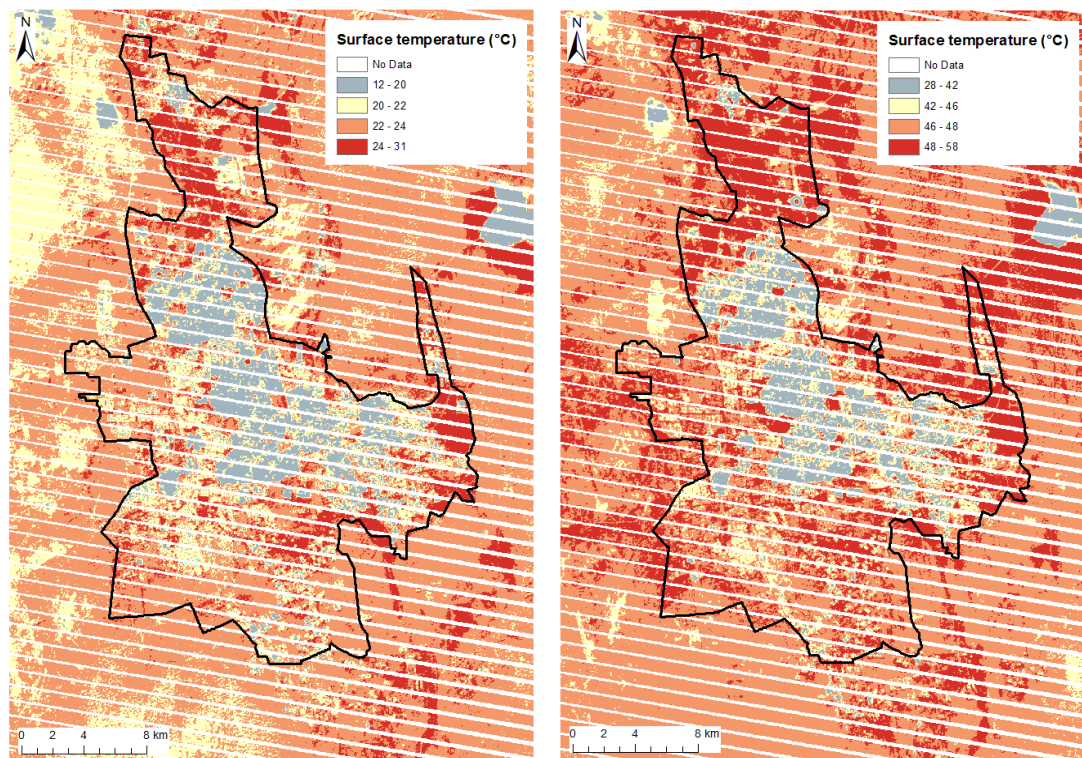 N
Surface temperature (°C)
No Data
12 - 20
20 - 22
22 - 24
24 - 31
0 2 4 8 km
N
Surface temperature (°C)
No Data
28 - 42
42 - 46
46 - 48
48 - 58
0 2 4 8 km